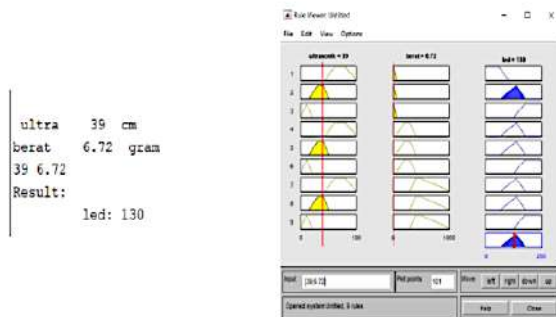 ultra 39 cm
berat 6.72 gram
39 6.72
Result:
led: 130
Rule Viewer: Untitled
File Edit View Options
ultrasonik = 39 berat = 6.72 led = 130
1
2
3
4
5
6
7
8
9
0 100 0 1000
0 255
Input: [39;6.72] Plot points: 101 Move: left right down up
Opened system Untitled, 9 rules Help Close